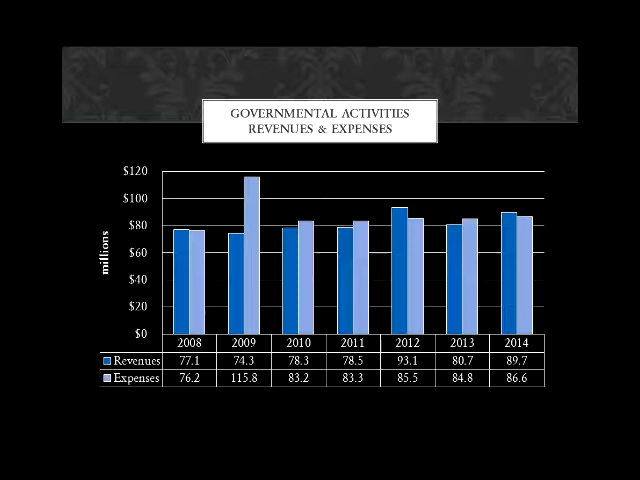 GOVERNMENTAL ACTIVITIES
REVENUES & EXPENSES
$120
$100
$80
$60
$40
$20
$0
millions
2008 2009 2010 2011 2012 2013 2014
Revenues 77.1 74.3 78.3 78.5 93.1 80.7 89.7
Expenses 76.2 115.8 83.2 83.3 85.5 84.8 86.6